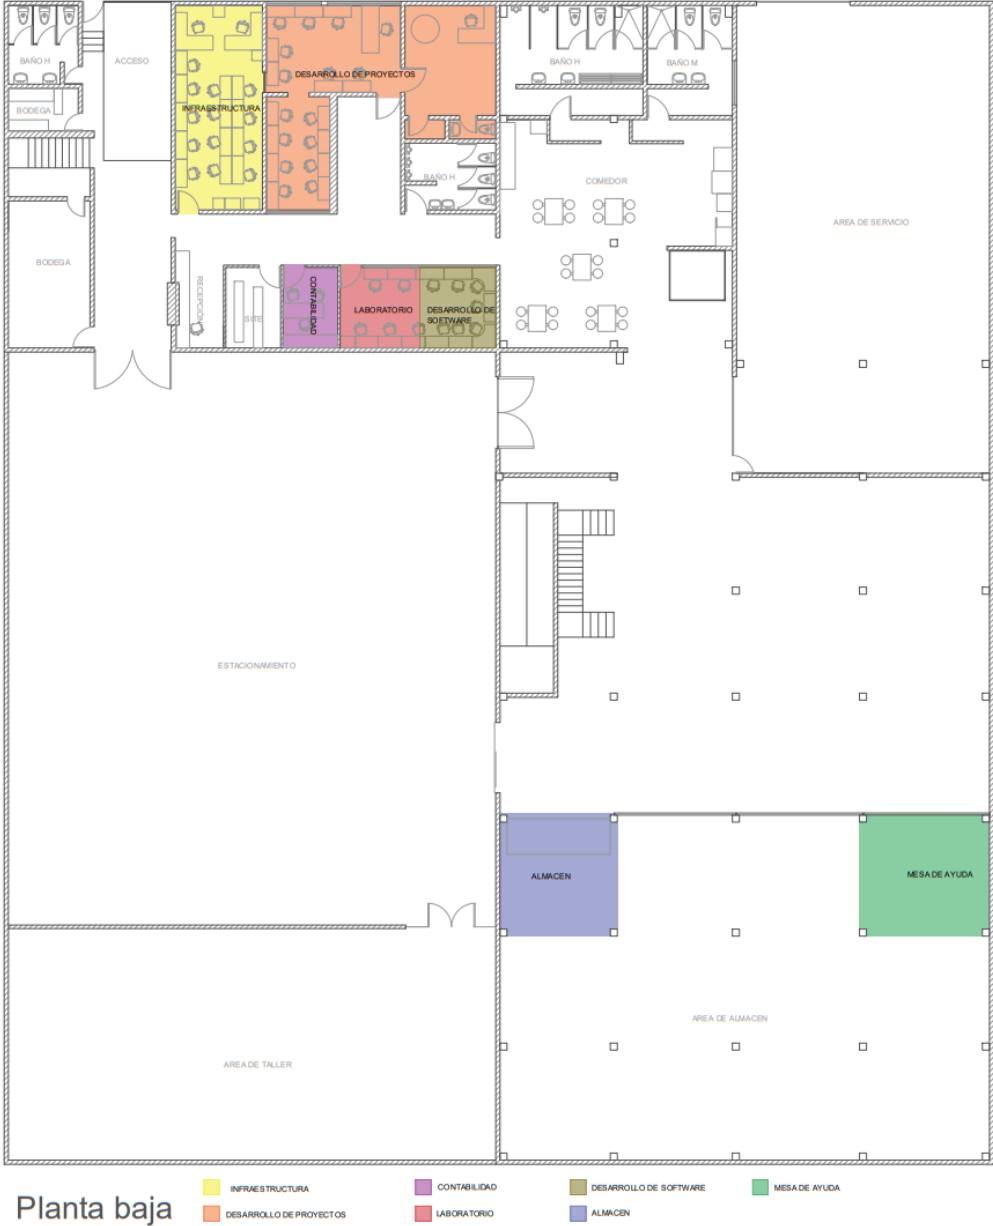 BAÑO H
ACCESO
BODEGA
INFRAESTRUCTURA
DESARROLLO DE PROYECTOS
BAÑO H
BAÑO M
BAÑO H
COMEDOR
AREA DE SERVICIO
BODEGA
RECEPCIÓN
SITE
CONTABILIDAD
LABORATORIO
DESARROLLO DE
SOFTWARE
ESTACIONAMIENTO
ALMACEN
MESA DE AYUDA
AREA DE ALMACEN
AREA DE TALLER
Planta baja
INFRAESTRUCTURA
CONTABILIDAD
DESARROLLO DE SOFTWARE
MESA DE AYUDA
DESARROLLO DE PROYECTOS
LABORATORIO
ALMACEN